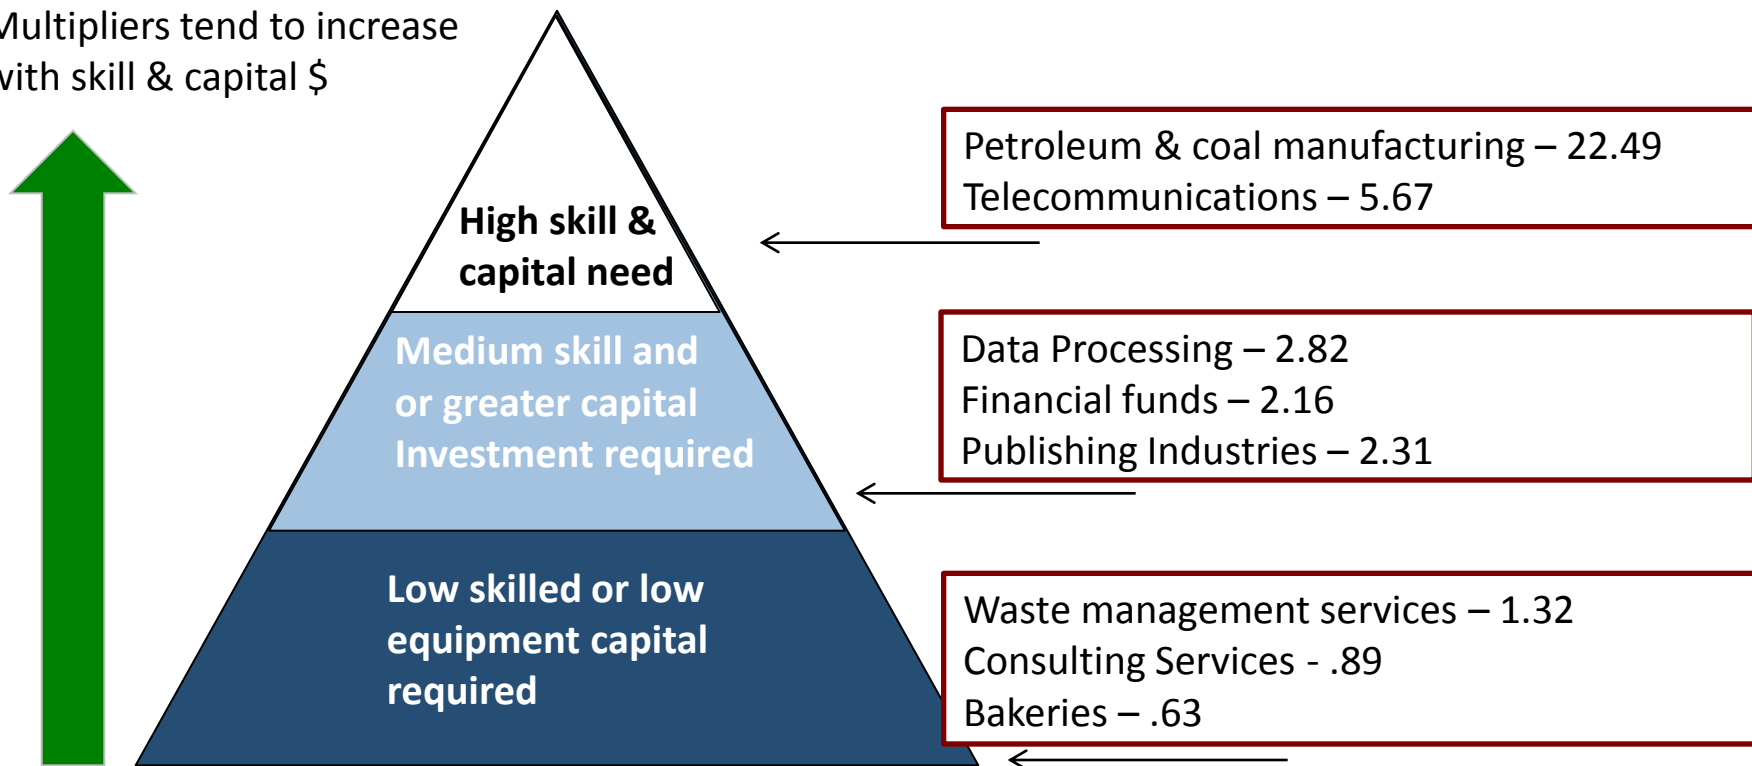 Multipliers tend to increase
with skill & capital $
High skill &
capital need
Medium skill and
or greater capital
Investment required
Low skilled or low
equipment capital
required
Petroleum & coal manufacturing – 22.49
Telecommunications – 5.67
Data Processing – 2.82
Financial funds – 2.16
Publishing Industries – 2.31
Waste management services – 1.32
Consulting Services - .89
Bakeries – .63